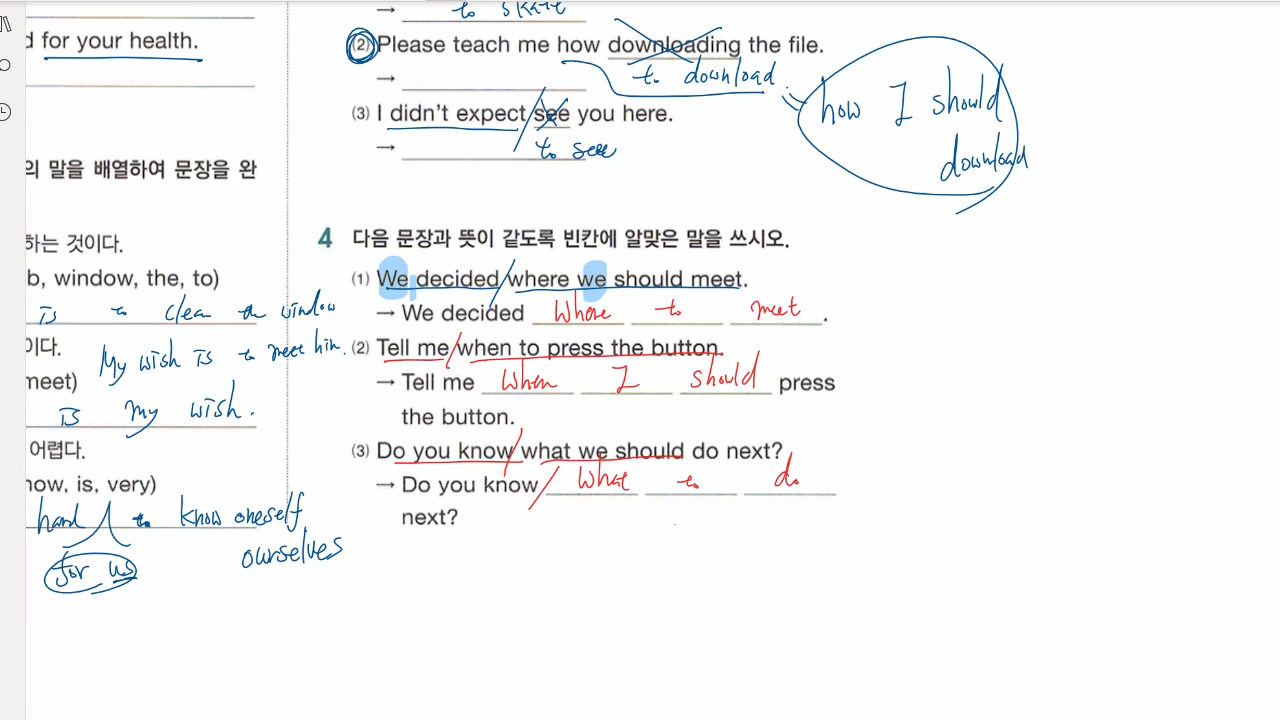 d for your health.
의 말을 배열하여 문장을 완
하는 것이다.
b, window, the, to)
is to clean the window
이다.
My wish is to meet him.
meet)
is my wish.
어렵다.
now, is, very)
hard to know oneself
for us
ourselves
→ to skate
(2) Please teach me how downloading the file.
→ to download
how I should
download
(3) I didn't expect see you here.
→ to see
4 다음 문장과 뜻이 같도록 빈칸에 알맞은 말을 쓰시오.
(1) We decided / where we should meet.
→ We decided where to meet.
(2) Tell me / when to press the button.
→ Tell me when I should press
the button.
(3) Do you know / what we should do next?
→ Do you know / what to do
next?